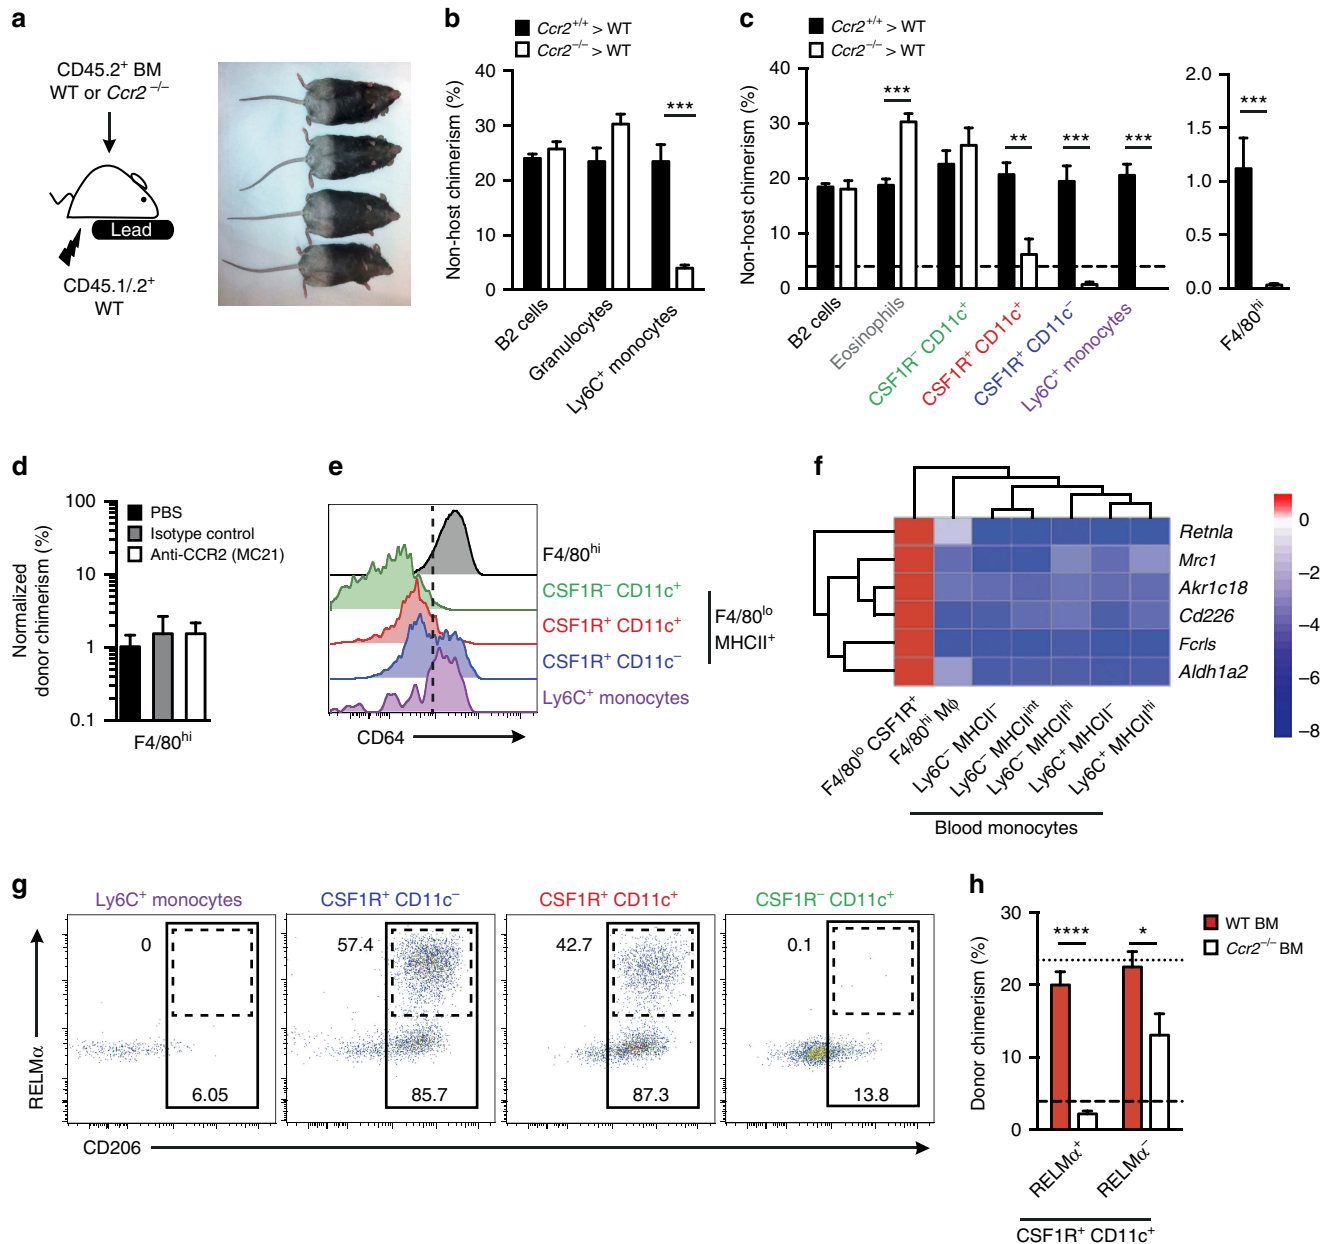 a
CD45.2⁺ BM
WT or Ccr2⁻/⁻
Lead
CD45.1/.2⁺
WT
b
Ccr2⁺/⁺ > WT
Ccr2⁻/⁻ > WT
Non-host chimerism (%)
40
30
20
10
0
***
B2 cells
Granulocytes
Ly6C⁺ monocytes
c
Ccr2⁺/⁺ > WT
Ccr2⁻/⁻ > WT
Non-host chimerism (%)
40
30
20
10
0
***
**
***
***
B2 cells
Eosinophils
CSF1R⁻ CD11c⁺
CSF1R⁺ CD11c⁺
CSF1R⁺ CD11c⁻
Ly6C⁺ monocytes
2.0
1.5
1.0
0.5
0.0
***
F4/80ʰⁱ
d
Normalized
donor chimerism (%)
100
10
1
0.1
PBS
Isotype control
Anti-CCR2 (MC21)
F4/80ʰⁱ
e
F4/80ʰⁱ
CSF1R⁻ CD11c⁺
CSF1R⁺ CD11c⁺
CSF1R⁺ CD11c⁻
Ly6C⁺ monocytes
F4/80ˡᵒ
MHCII⁺
CD64
f
Retnla
Mrc1
Akr1c18
Cd226
Fcrls
Aldh1a2
0
−2
−4
−6
−8
F4/80ˡᵒ CSF1R⁺
F4/80ʰⁱ Mϕ
Ly6C⁻ MHCII⁻
Ly6C⁻ MHCIIⁱⁿᵗ
Ly6C⁻ MHCIIʰⁱ
Ly6C⁺ MHCII⁻
Ly6C⁺ MHCIIʰⁱ
Blood monocytes
g
Ly6C⁺ monocytes
CSF1R⁺ CD11c⁻
CSF1R⁺ CD11c⁺
CSF1R⁻ CD11c⁺
0
57.4
42.7
0.1
6.05
85.7
87.3
13.8
RELMα
CD206
h
Donor chimerism (%)
30
20
10
0
****
*
WT BM
Ccr2⁻/⁻ BM
RELMα⁺
RELMα⁻
CSF1R⁺ CD11c⁺